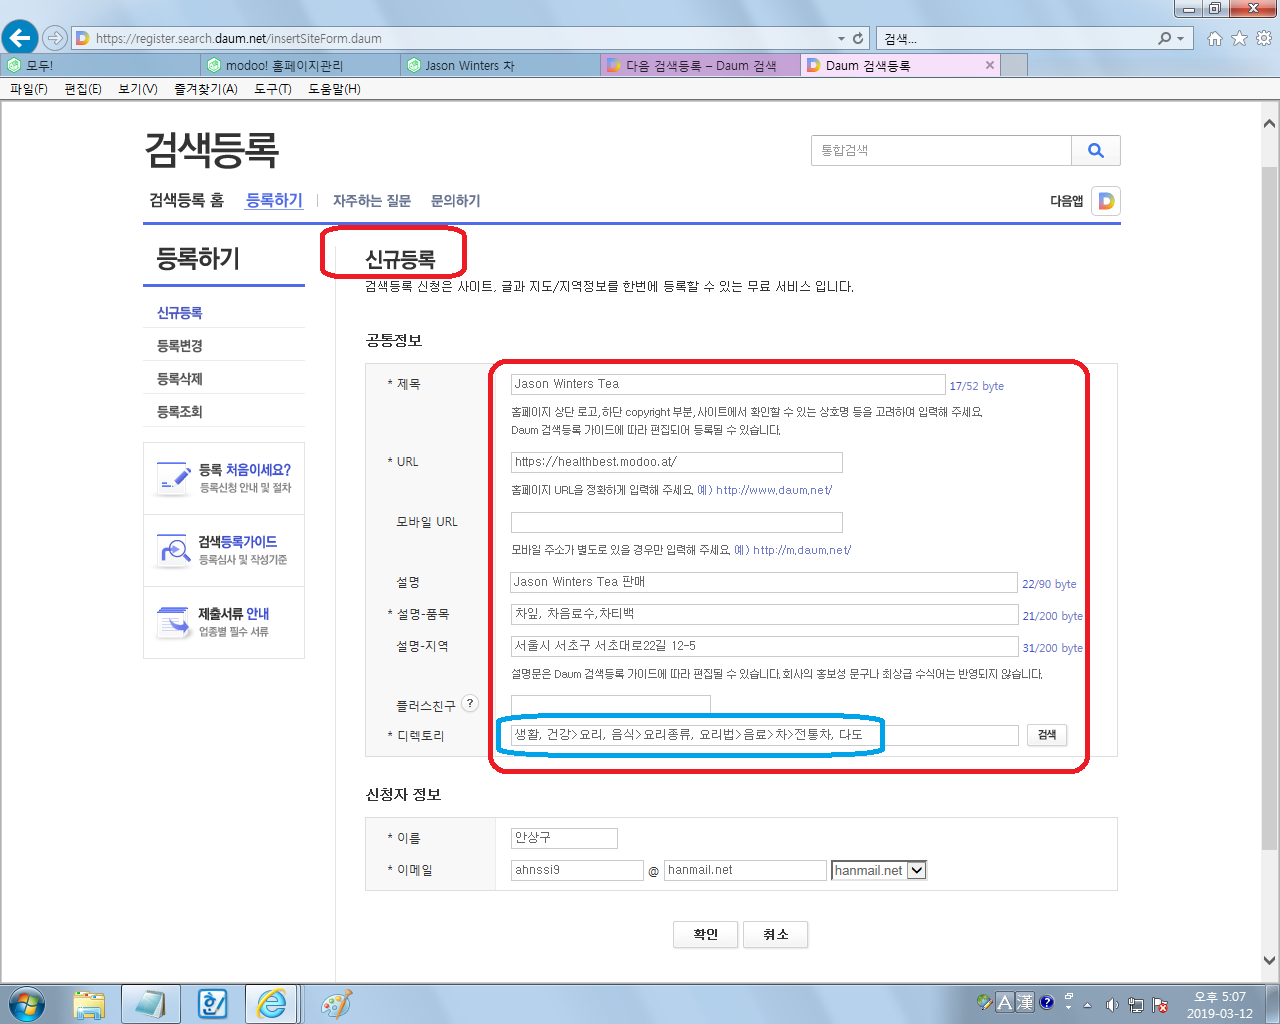 https://register.search.daum.net/insertSiteForm.daum
검색...
모두!
modoo! 홈페이지관리
Jason Winters 차
다음 검색등록 – Daum 검색
Daum 검색등록
파일(F) 편집(E) 보기(V) 즐겨찾기(A) 도구(T) 도움말(H)
검색등록
통합검색
검색등록 홈 등록하기 자주하는 질문 문의하기
다음앱
등록하기
신규등록
등록변경
등록삭제
등록조회
등록 처음이세요?
등록신청 안내 및 절차
검색등록가이드
등록심사 및 작성기준
제출서류 안내
업종별 필수 서류
신규등록
검색등록 신청은 사이트, 글과 지도/지역정보를 한번에 등록할 수 있는 무료 서비스 입니다.
공통정보
* 제목 Jason Winters Tea 17/52 byte
홈페이지 상단 로고,하단 copyright 부분,사이트에서 확인할 수 있는 상호명 등을 고려하여 입력해 주세요.
Daum 검색등록 가이드에 따라 편집되어 등록될 수 있습니다.
* URL https://healthbest.modoo.at/
홈페이지 URL을 정확하게 입력해 주세요. 예) http://www.daum.net/
모바일 URL
모바일 주소가 별도로 있을 경우만 입력해 주세요. 예) http://m.daum.net/
설명 Jason Winters Tea 판매 22/90 byte
* 설명-품목 차잎, 차음료수,차티백 21/200 byte
설명-지역 서울시 서초구 서초대로22길 12-5 31/200 byte
설명문은 Daum 검색등록 가이드에 따라 편집될 수 있습니다.회사의 홍보성 문구나 최상급 수식어는 반영되지 않습니다.
플러스친구 ?
* 디렉토리 생활, 건강>요리, 음식>요리종류, 요리법>음료>차>전통차, 다도 검색
신청자 정보
* 이름 안상구
* 이메일 ahnssi9 @ hanmail.net hanmail.net
확인 취소
A 漢
오후 5:07
2019-03-12